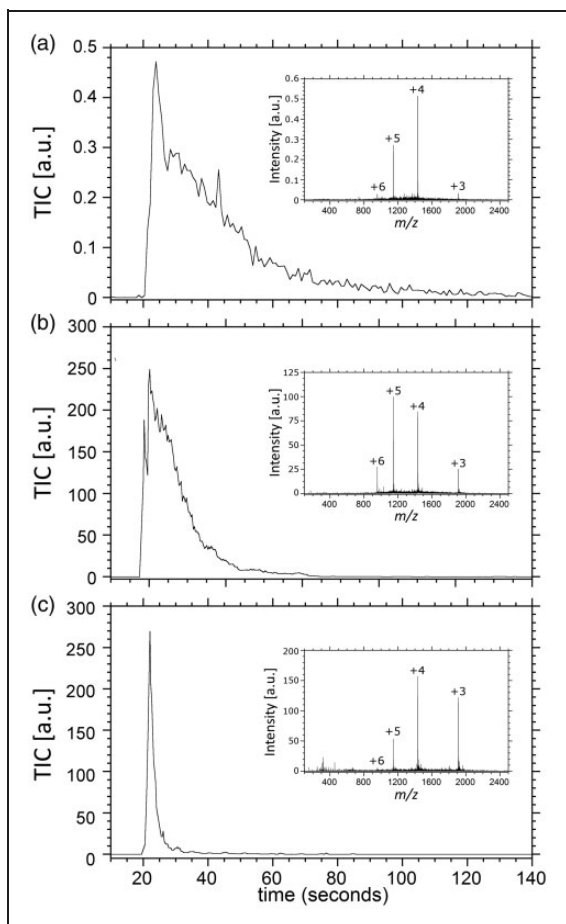 (a)
0.5
0.4
0.3
0.2
0.1
0
TIC [a.u.]
0.6
0.5
0.4
0.3
0.2
0.1
0
Intensity [a.u.]
+6
+5
+4
+3
400 800 1200 1600 2000 2400
m/z
(b)
300
250
200
150
100
50
0
TIC [a.u.]
125
100
75
50
25
0
Intensity [a.u.]
+6
+5
+4
+3
400 800 1200 1600 2000 2400
m/z
(c)
300
250
200
150
100
50
0
TIC [a.u.]
200
150
100
50
0
Intensity [a.u.]
+6
+5
+4
+3
400 800 1200 1600 2000 2400
m/z
20 40 60 80 100 120 140
time (seconds)